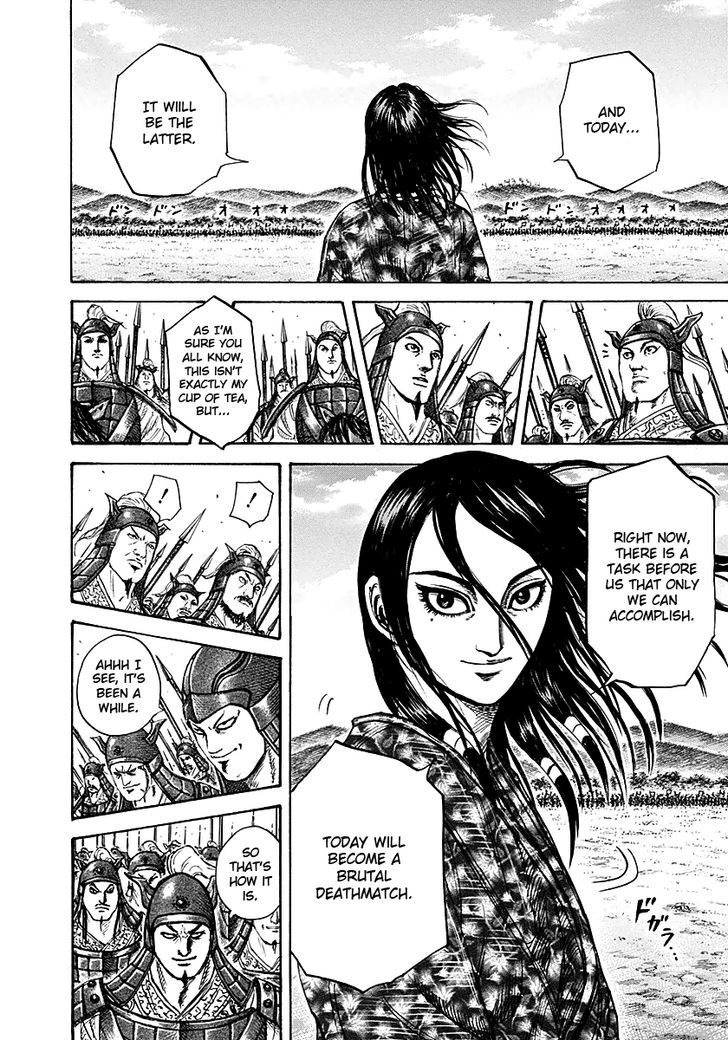 AND
TODAY...
IT WIILL
BE THE
LATTER.
ドン ドン オオオオ
ドンドン オオオオ
AS I'M
SURE YOU
ALL KNOW,
THIS ISN'T
EXACTLY MY
CUP OF TEA,
BUT...
RIGHT NOW,
THERE IS A
TASK BEFORE
US THAT ONLY
WE CAN
ACCOMPLISH.
TODAY WILL
BECOME A
BRUTAL
DEATHMATCH.
ドガラ...
!
!
AHHH I
SEE, IT'S
BEEN A
WHILE.
SO
THAT'S
HOW IT
IS.